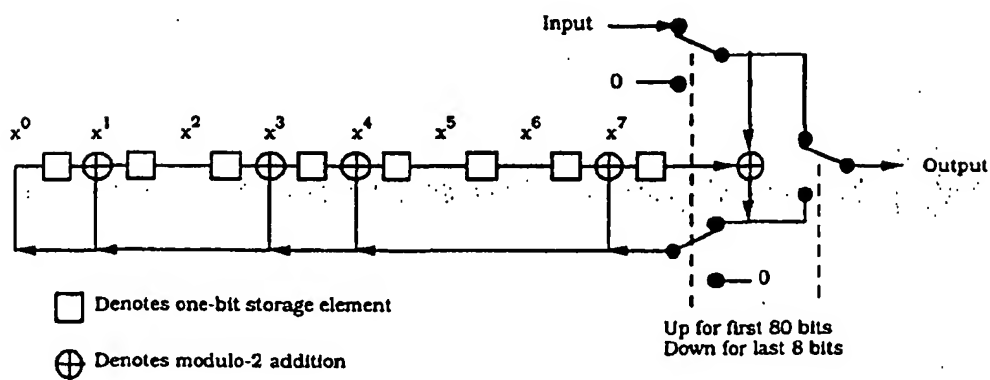 Input
0
x⁰ x¹ x² x³ x⁴ x⁵ x⁶ x⁷
Output
0
Denotes one-bit storage element
Up for first 80 bits
Down for last 8 bits
Denotes modulo-2 addition